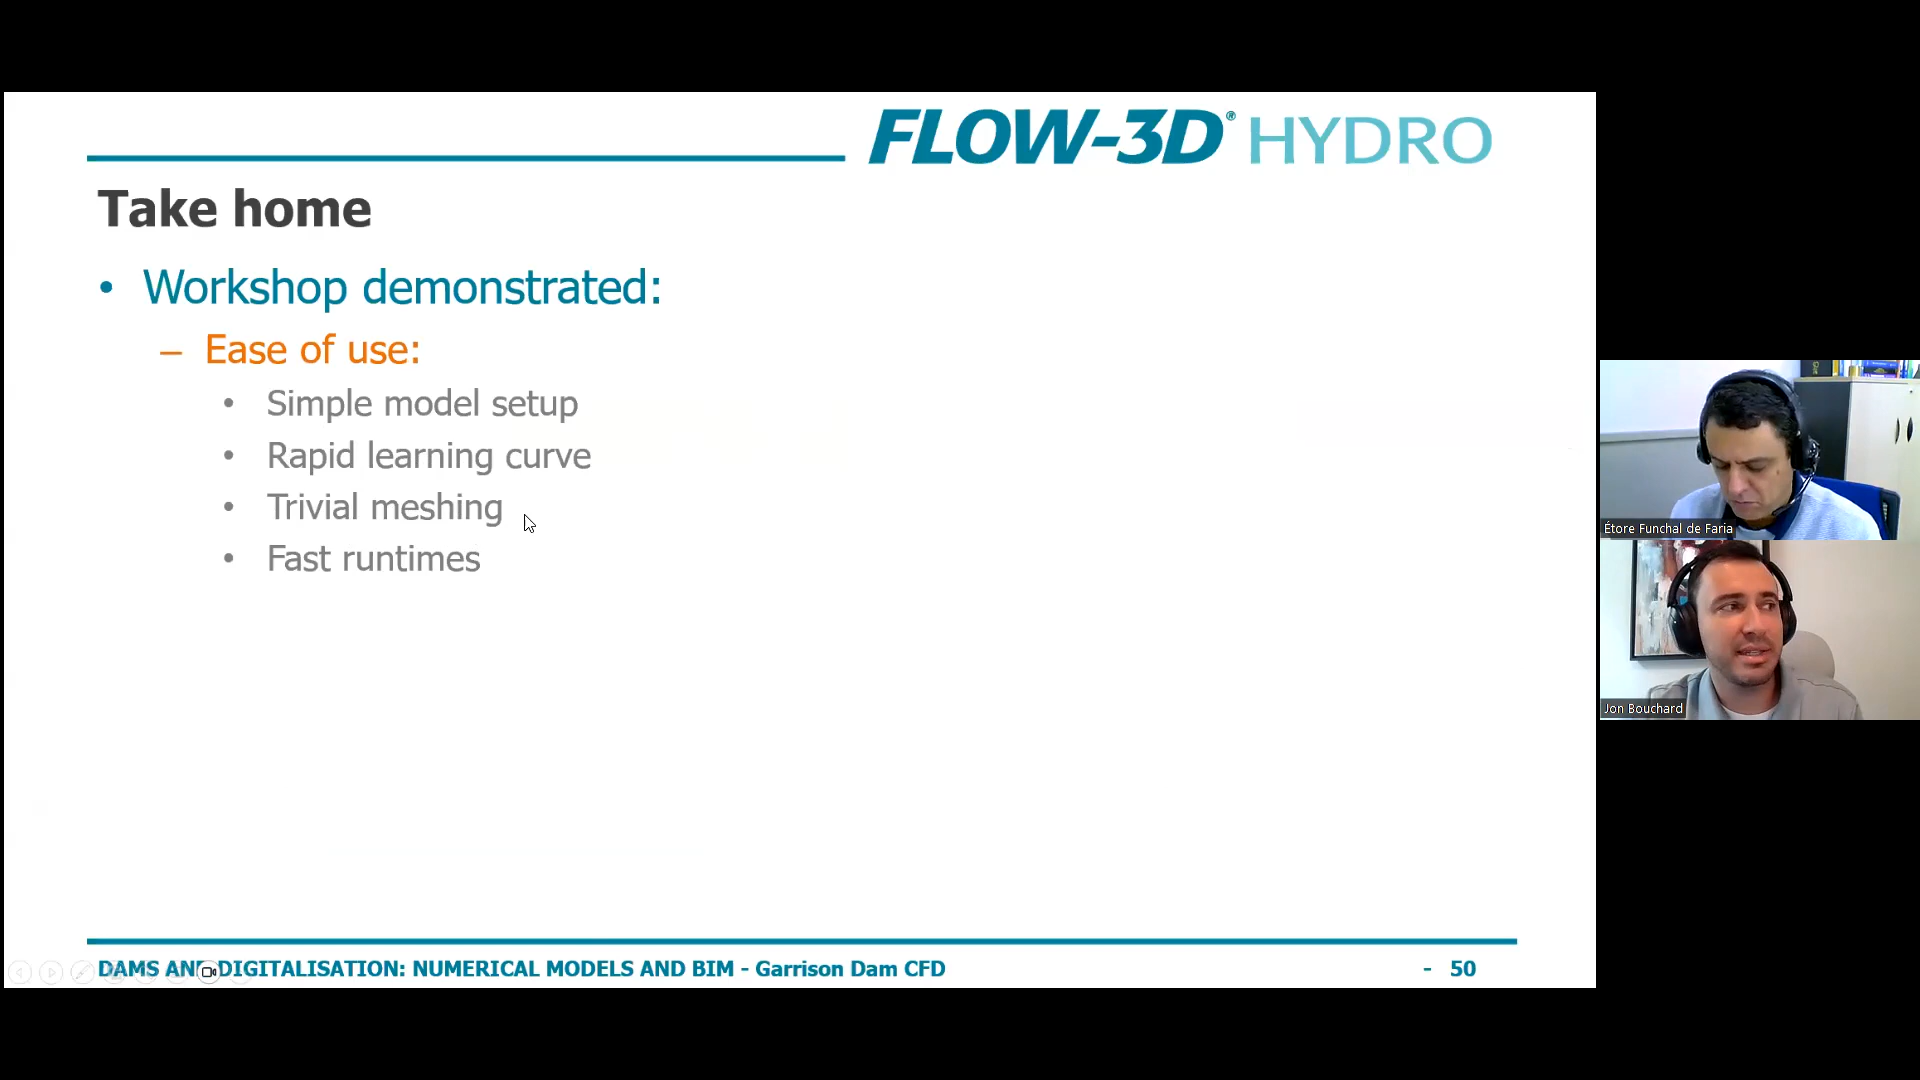 FLOW-3D® HYDRO
Take home
• Workshop demonstrated:
– Ease of use:
• Simple model setup
• Rapid learning curve
• Trivial meshing
• Fast runtimes
DAMS AND DIGITALISATION: NUMERICAL MODELS AND BIM - Garrison Dam CFD
- 50
Étore Funchal de Faria
Jon Bouchard